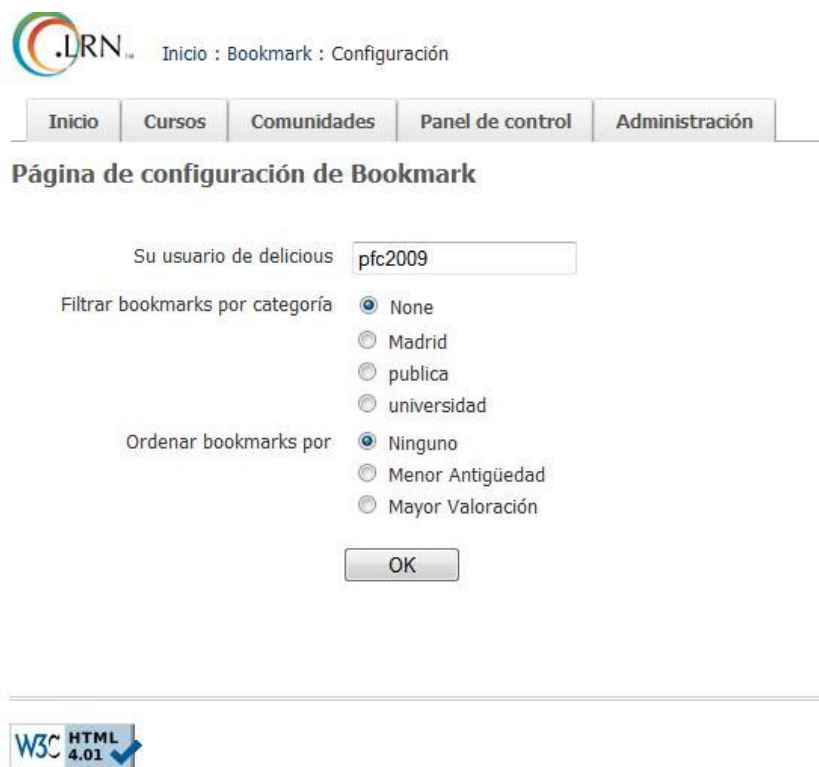 .LRN™ Inicio : Bookmark : Configuración
Inicio Cursos Comunidades Panel de control Administración
Página de configuración de Bookmark
Su usuario de delicious pfc2009
Filtrar bookmarks por categoría None
Madrid
publica
universidad
Ordenar bookmarks por Ninguno
Menor Antigüedad
Mayor Valoración
OK
W3C HTML 4.01